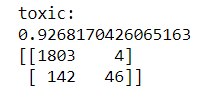 toxic:
0.9268170426065163
[[1803    4]
 [ 142   46]]